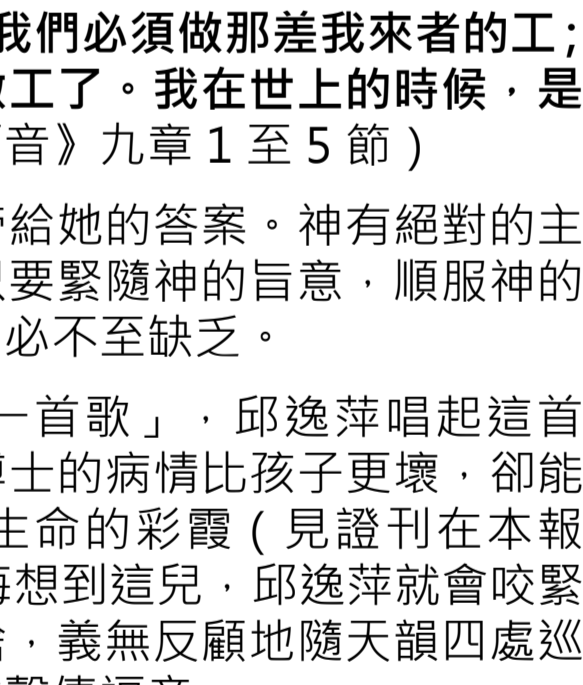 我們必須做那差我來者的工；
工了。我在世上的時候，是
音》九章 1 至 5 節）
給她的答案。神有絕對的主
要緊隨神的旨意，順服神的
必不至缺乏。
一首歌」，邱逸萍唱起這首
士的病情比孩子更壞，卻能
生命的彩霞（見證刊在本報
想到這兒，邱逸萍就會咬緊
，義無反顧地隨天韻四處巡